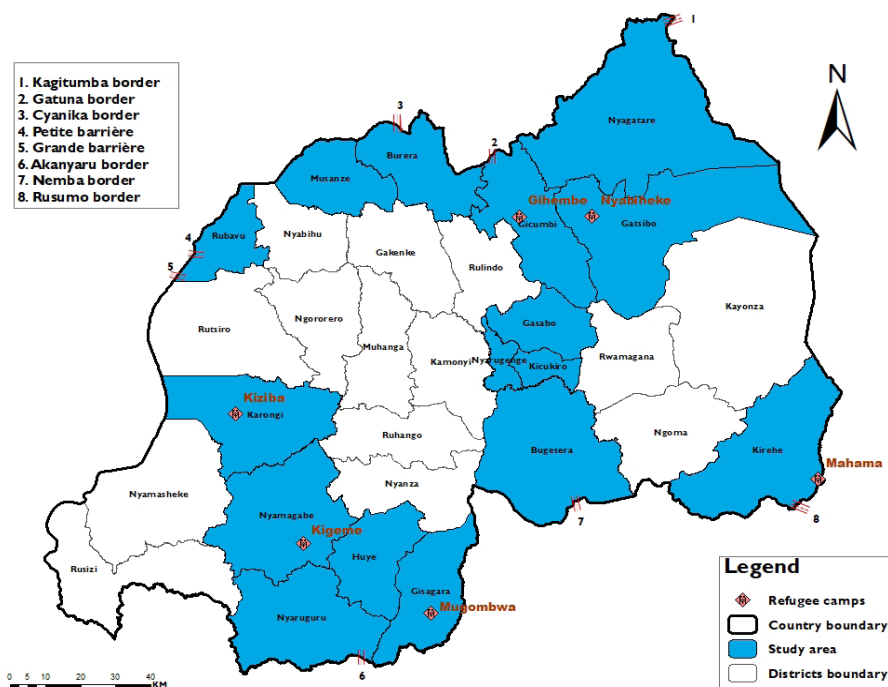 1
1. Kagitumba border
2. Gatuna border
3. Cyanika border
4. Petite barrière
5. Grande barrière
6. Akanyaru border
7. Nemba border
8. Rusumo border
N
3
Nyagatare
2
Burera
Musanze
Gihembe
Nyabiheke
Gicumbi
Gatsibo
Rubavu
Nyabihu
4
Gakenke
Rulindo
5
Kayonza
Rutsiro
Ngororero
Gasabo
Muhanga
Kamonyi
Nyarugenge
Kicukiro
Rwamagana
Kiziba
Karongi
Ruhango
Bugesera
Ngoma
Kirehe
Mahama
Nyamasheke
Nyanza
Nyamagabe
7
8
Kigeme
Huye
Rusizi
Gisagara
Mugombwa
Nyaruguru
6
Legend
Refugee camps
Country boundary
Study area
Districts boundary
0 5 10 20 30 40
KM